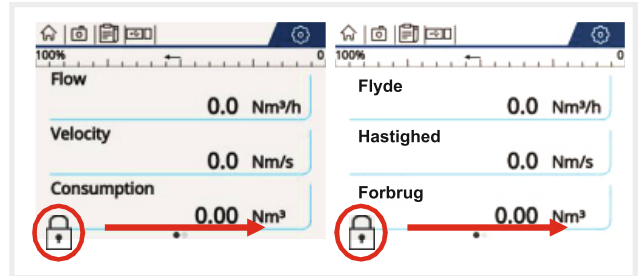 100% 0
Flow
0.0 Nm³/h
Velocity
0.0 Nm/s
Consumption
0.00 Nm³
100% 0
Flyde
0.0 Nm³/h
Hastighed
0.0 Nm/s
Forbrug
0.00 Nm³